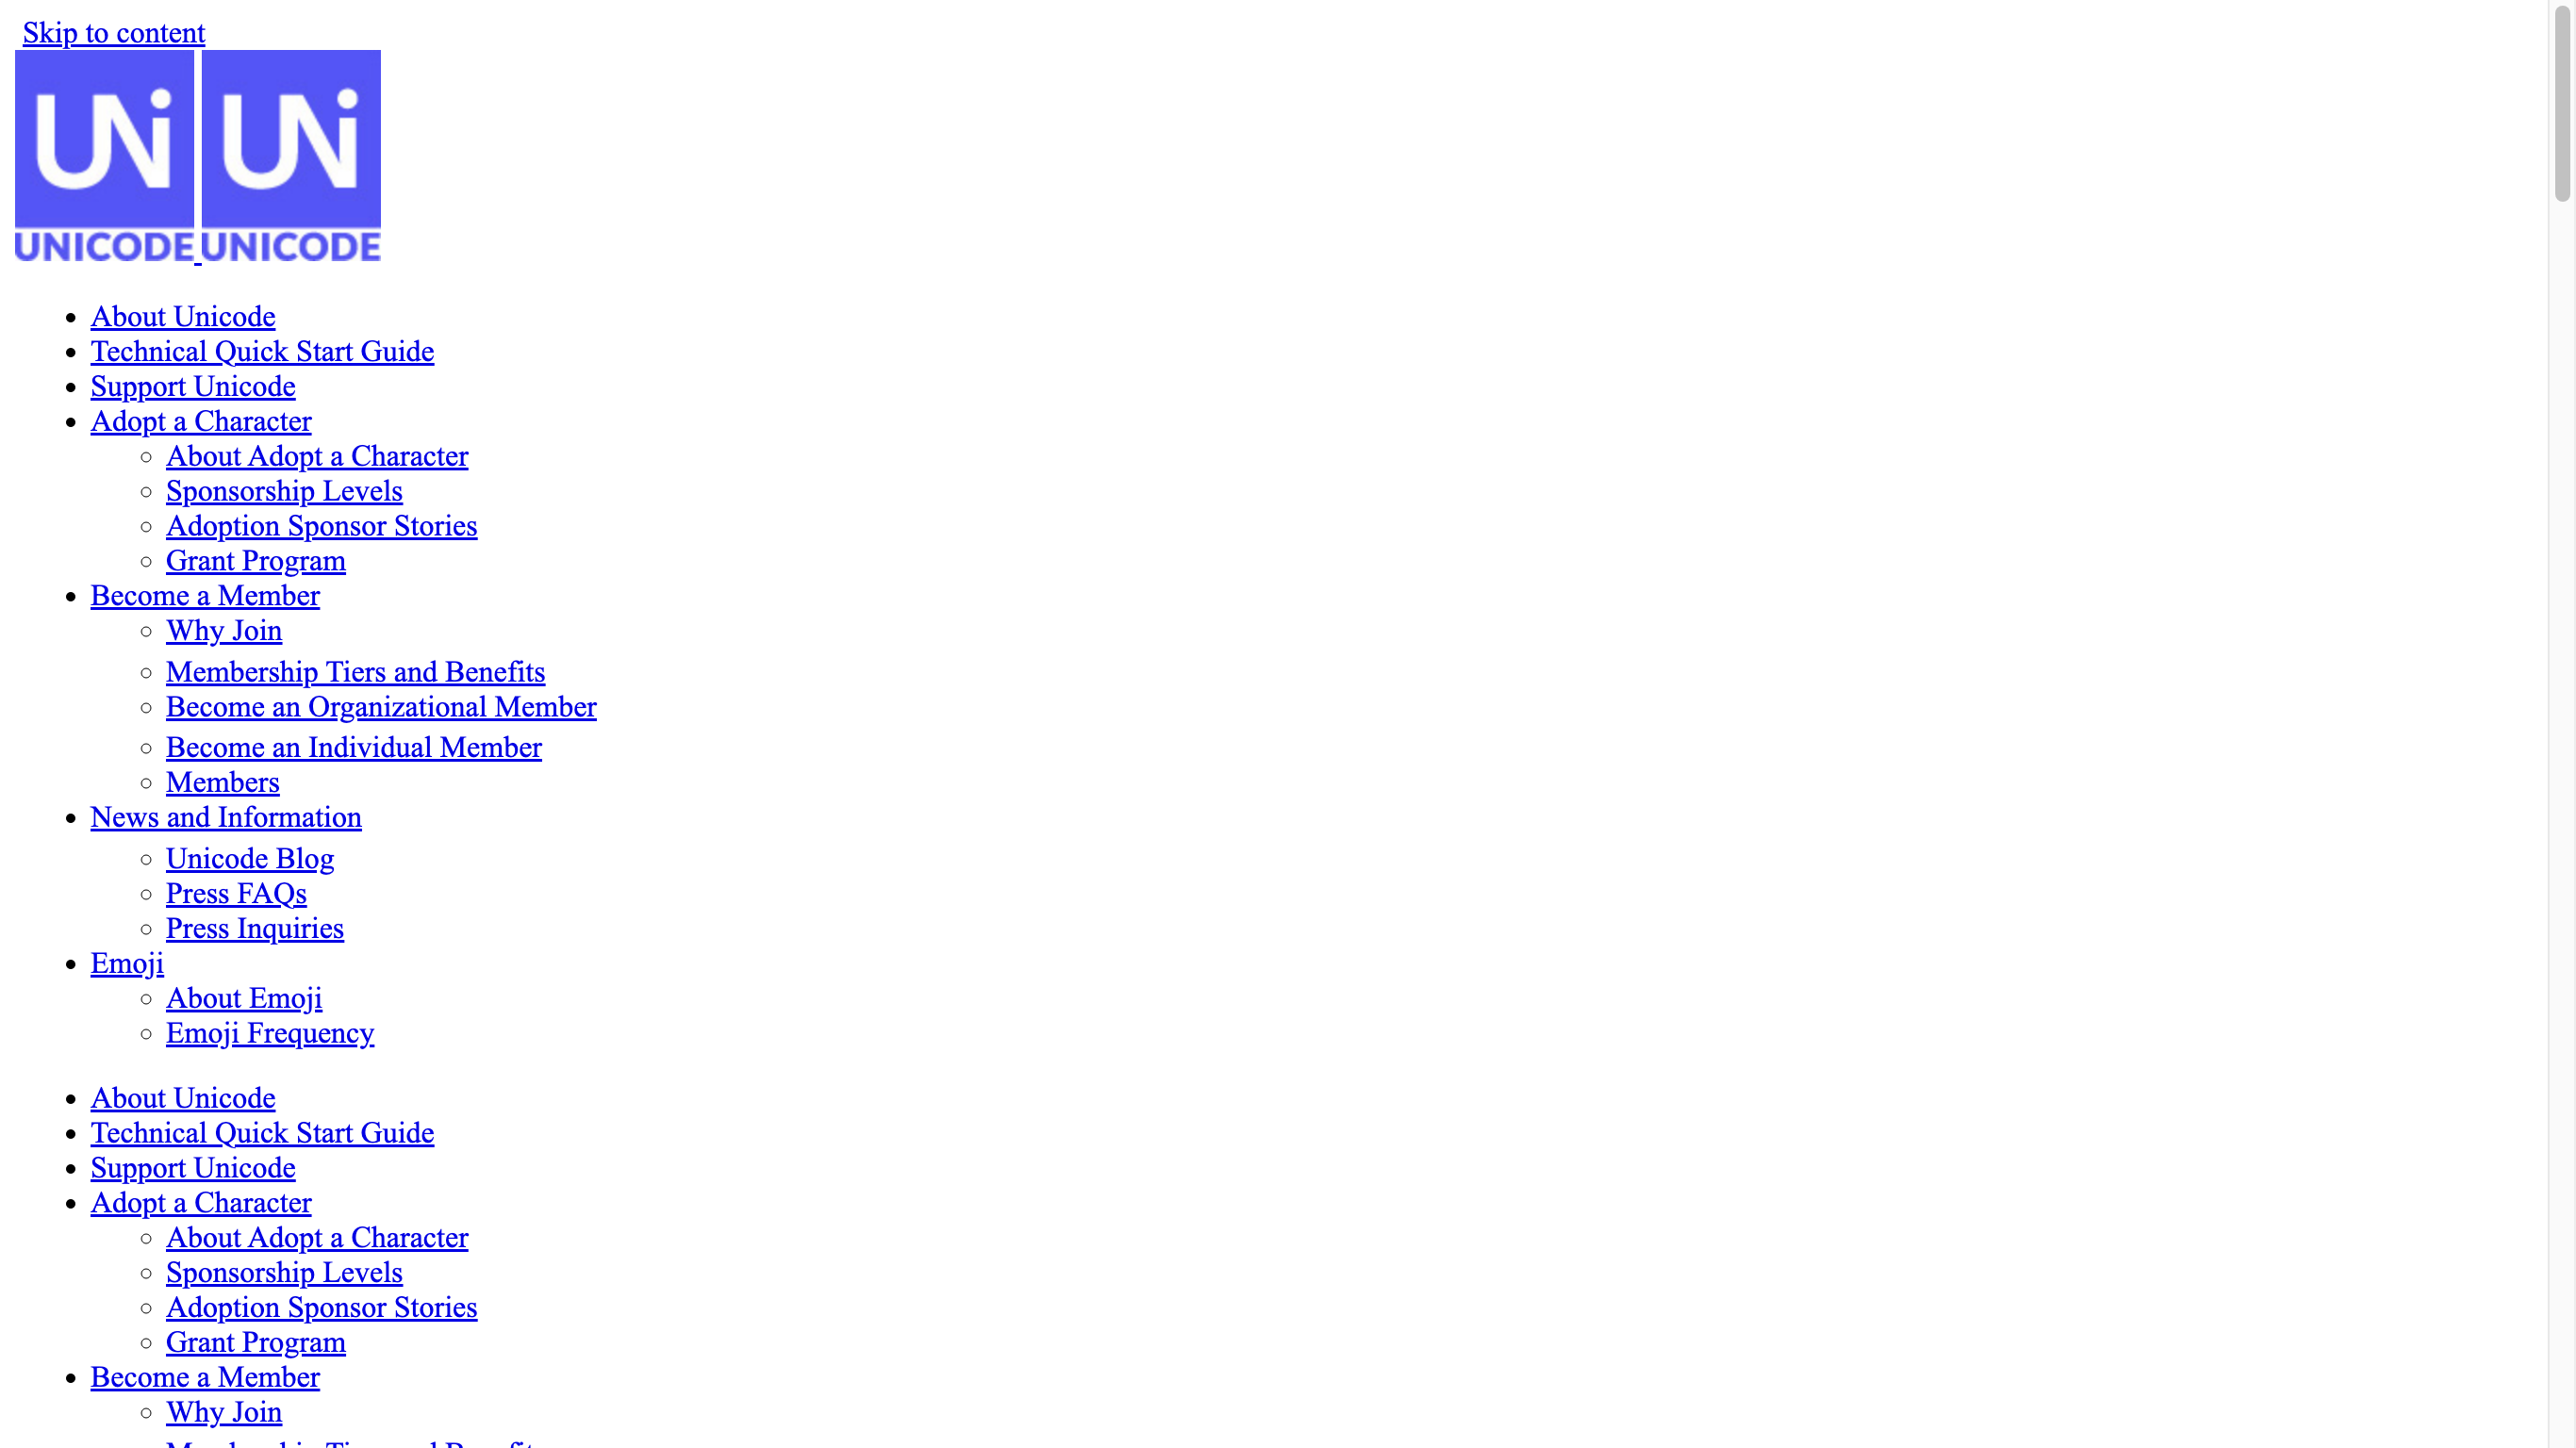 Skip to content
UNi UNi
UNICODE UNICODE
About Unicode
Technical Quick Start Guide
Support Unicode
Adopt a Character
About Adopt a Character
Sponsorship Levels
Adoption Sponsor Stories
Grant Program
Become a Member
Why Join
Membership Tiers and Benefits
Become an Organizational Member
Become an Individual Member
Members
News and Information
Unicode Blog
Press FAQs
Press Inquiries
Emoji
About Emoji
Emoji Frequency
About Unicode
Technical Quick Start Guide
Support Unicode
Adopt a Character
About Adopt a Character
Sponsorship Levels
Adoption Sponsor Stories
Grant Program
Become a Member
Why Join